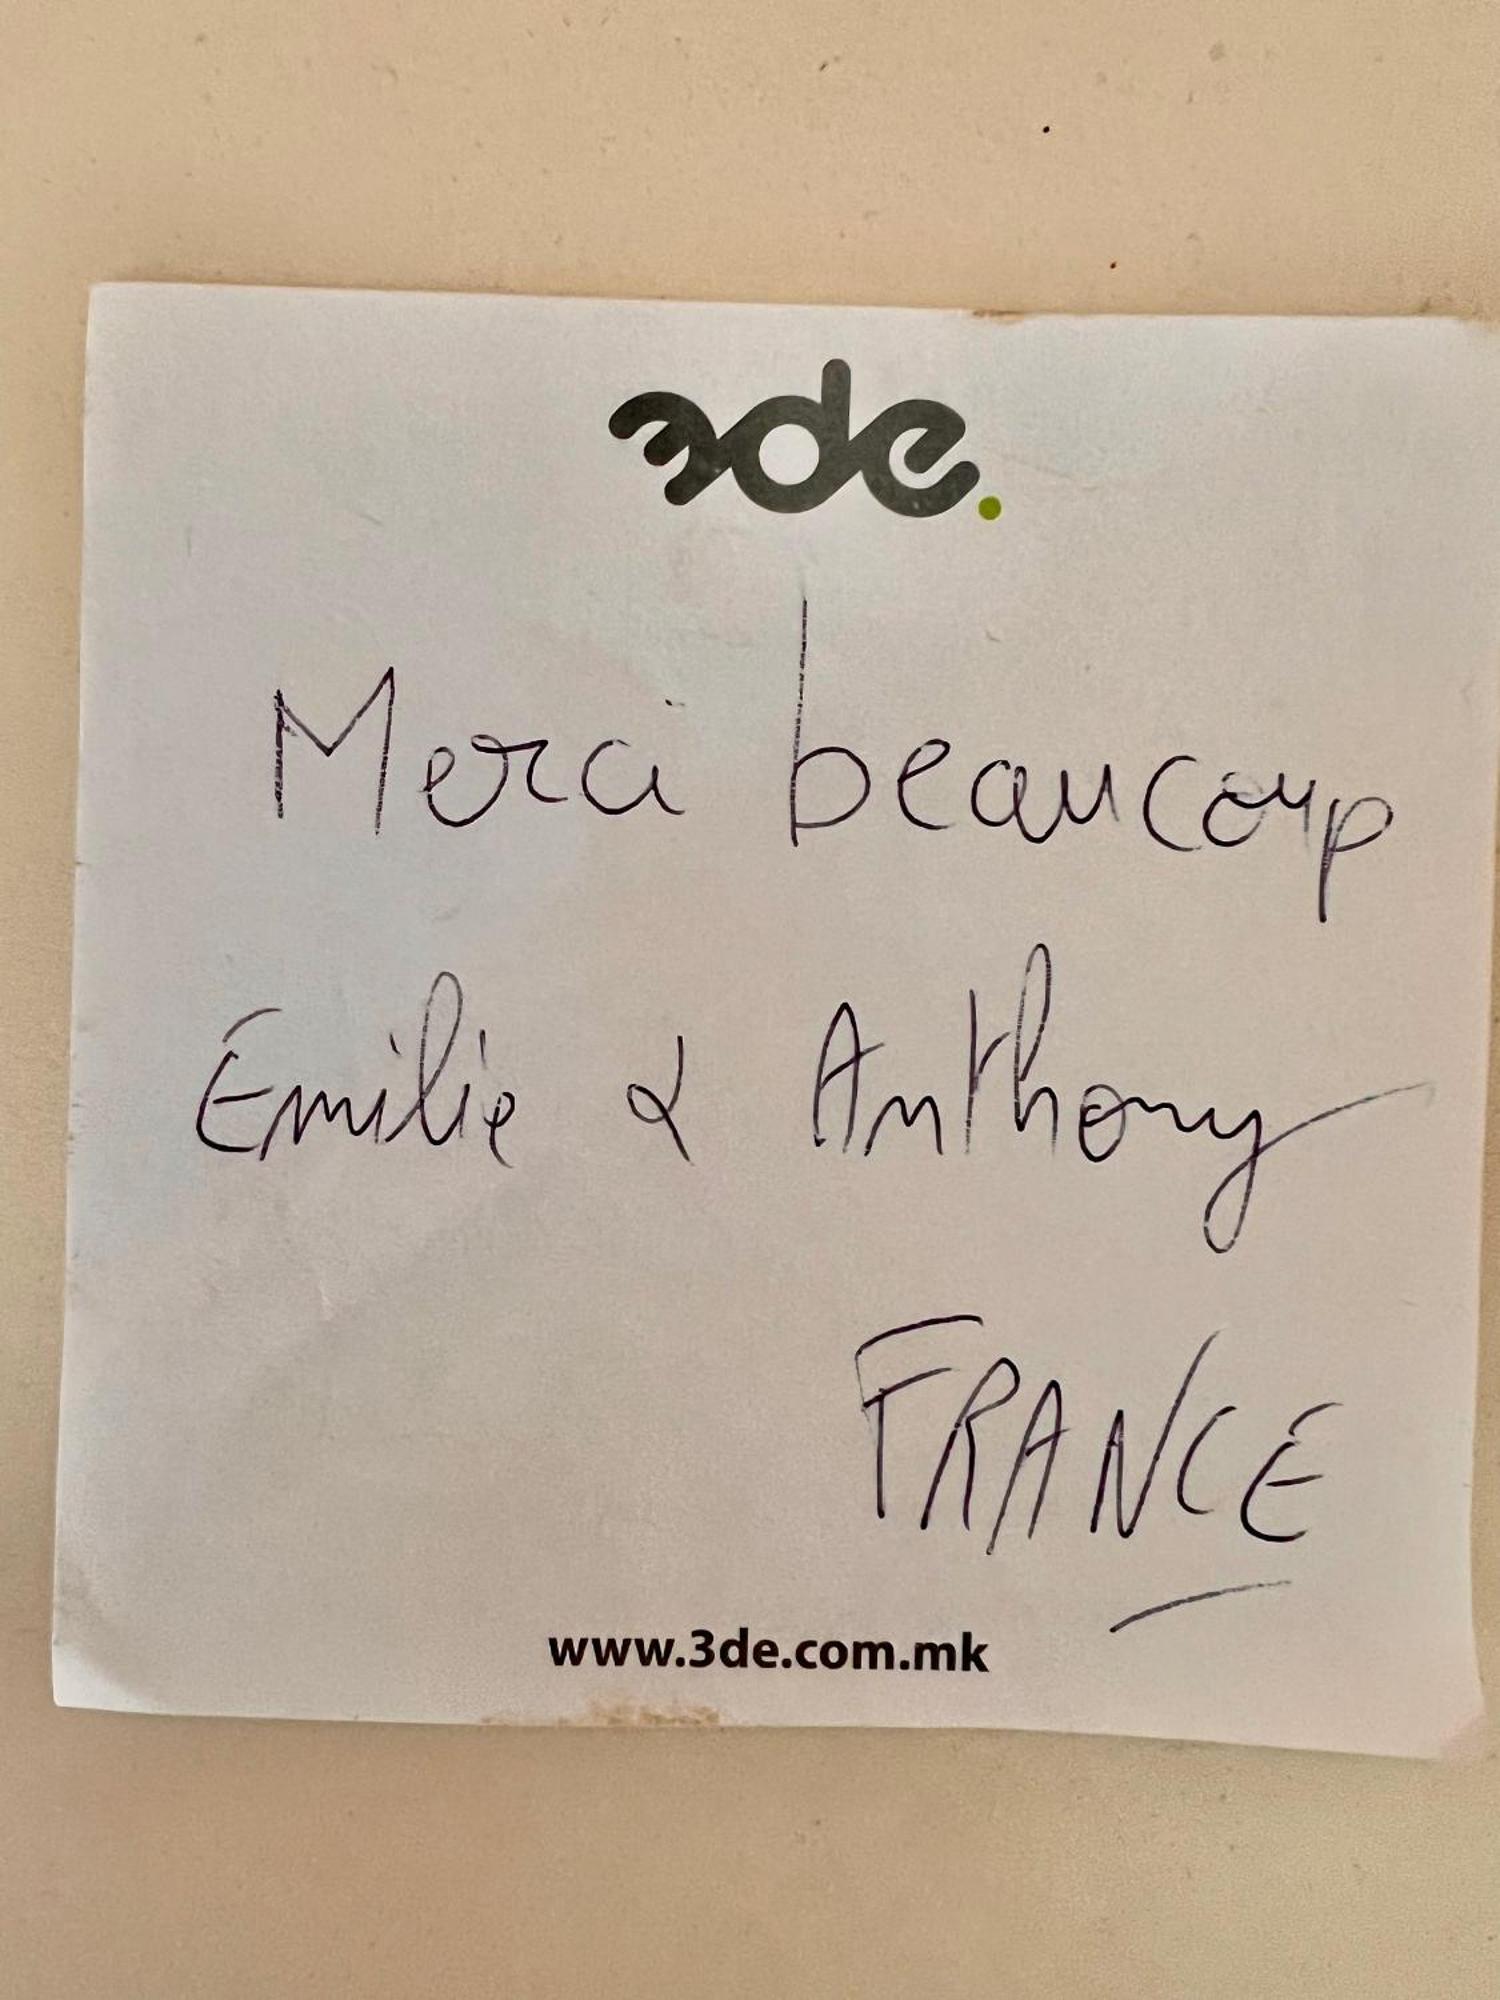 3de.
Merci beaucoup
Emilie & Anthony
FRANCE
www.3de.com.mk